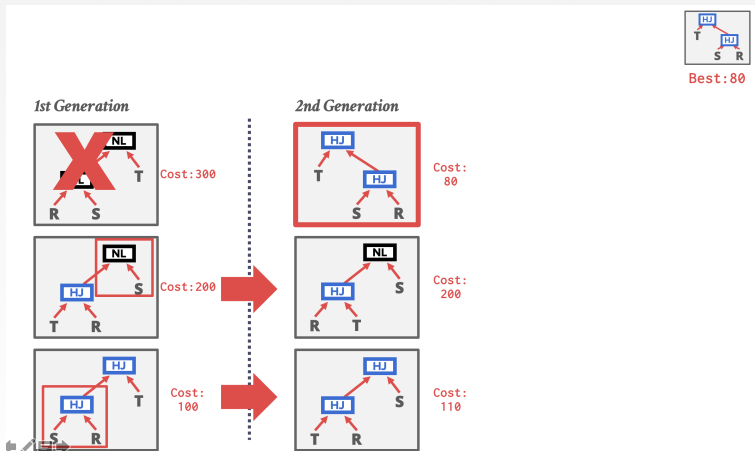 HJ
T
HJ
S R
Best:80
1st Generation
2nd Generation
NL
T
R S
Cost:300
HJ
T
HJ
S R
Cost:
80
NL
HJ
S
T R
Cost:200
NL
HJ
S
R T
Cost:
200
HJ
HJ
T
S R
Cost:
100
HJ
HJ
S
T R
Cost:
110